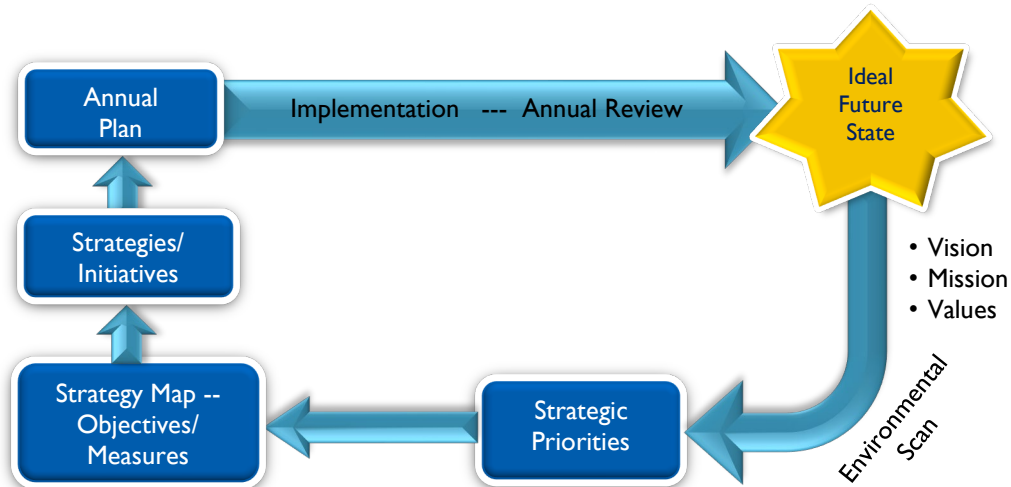 Annual
Plan
Implementation --- Annual Review
Ideal
Future
State
Strategies/
Initiatives
• Vision
• Mission
• Values
Strategy Map --
Objectives/
Measures
Strategic
Priorities
Environmental
Scan